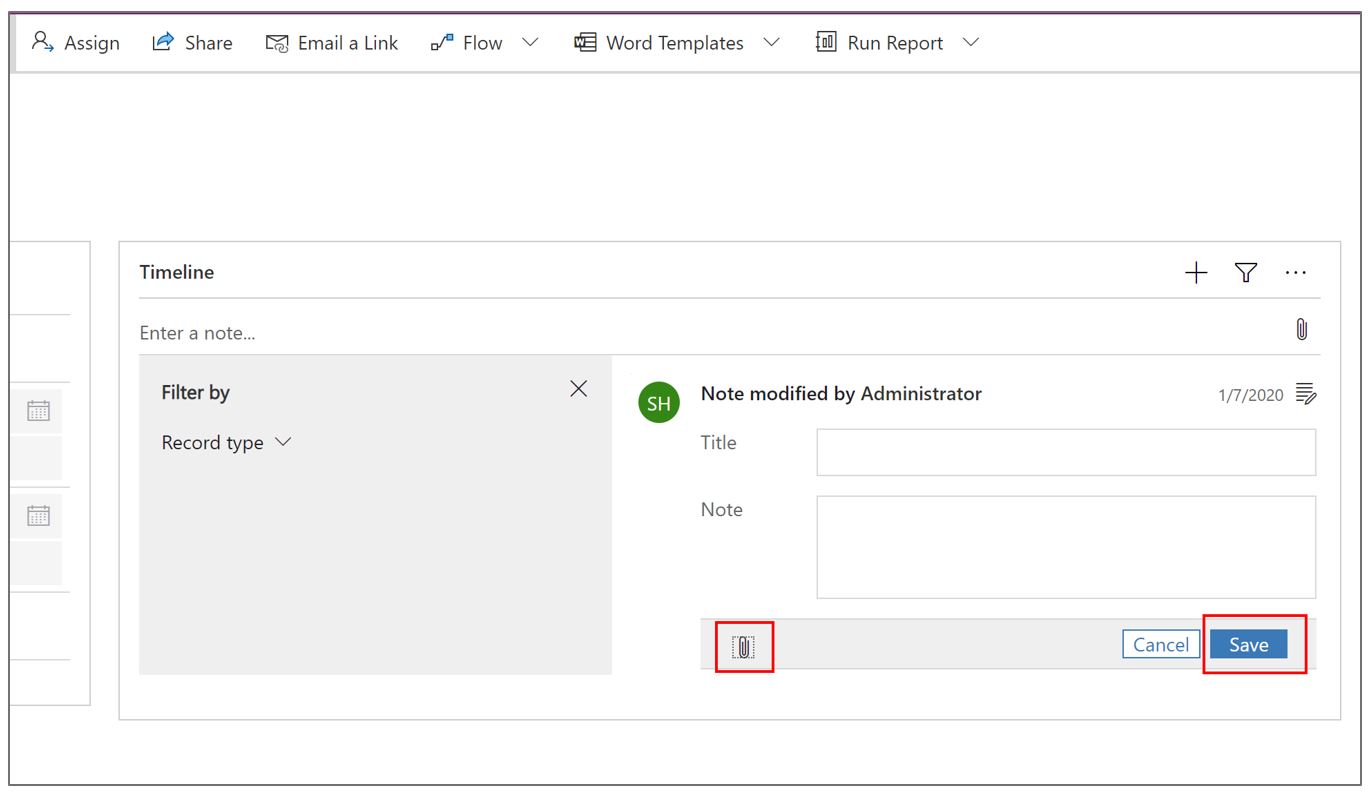 Assign Share Email a Link Flow Word Templates Run Report
Timeline
Enter a note...
Filter by
Record type
SH Note modified by Administrator 1/7/2020
Title
Note
Cancel Save